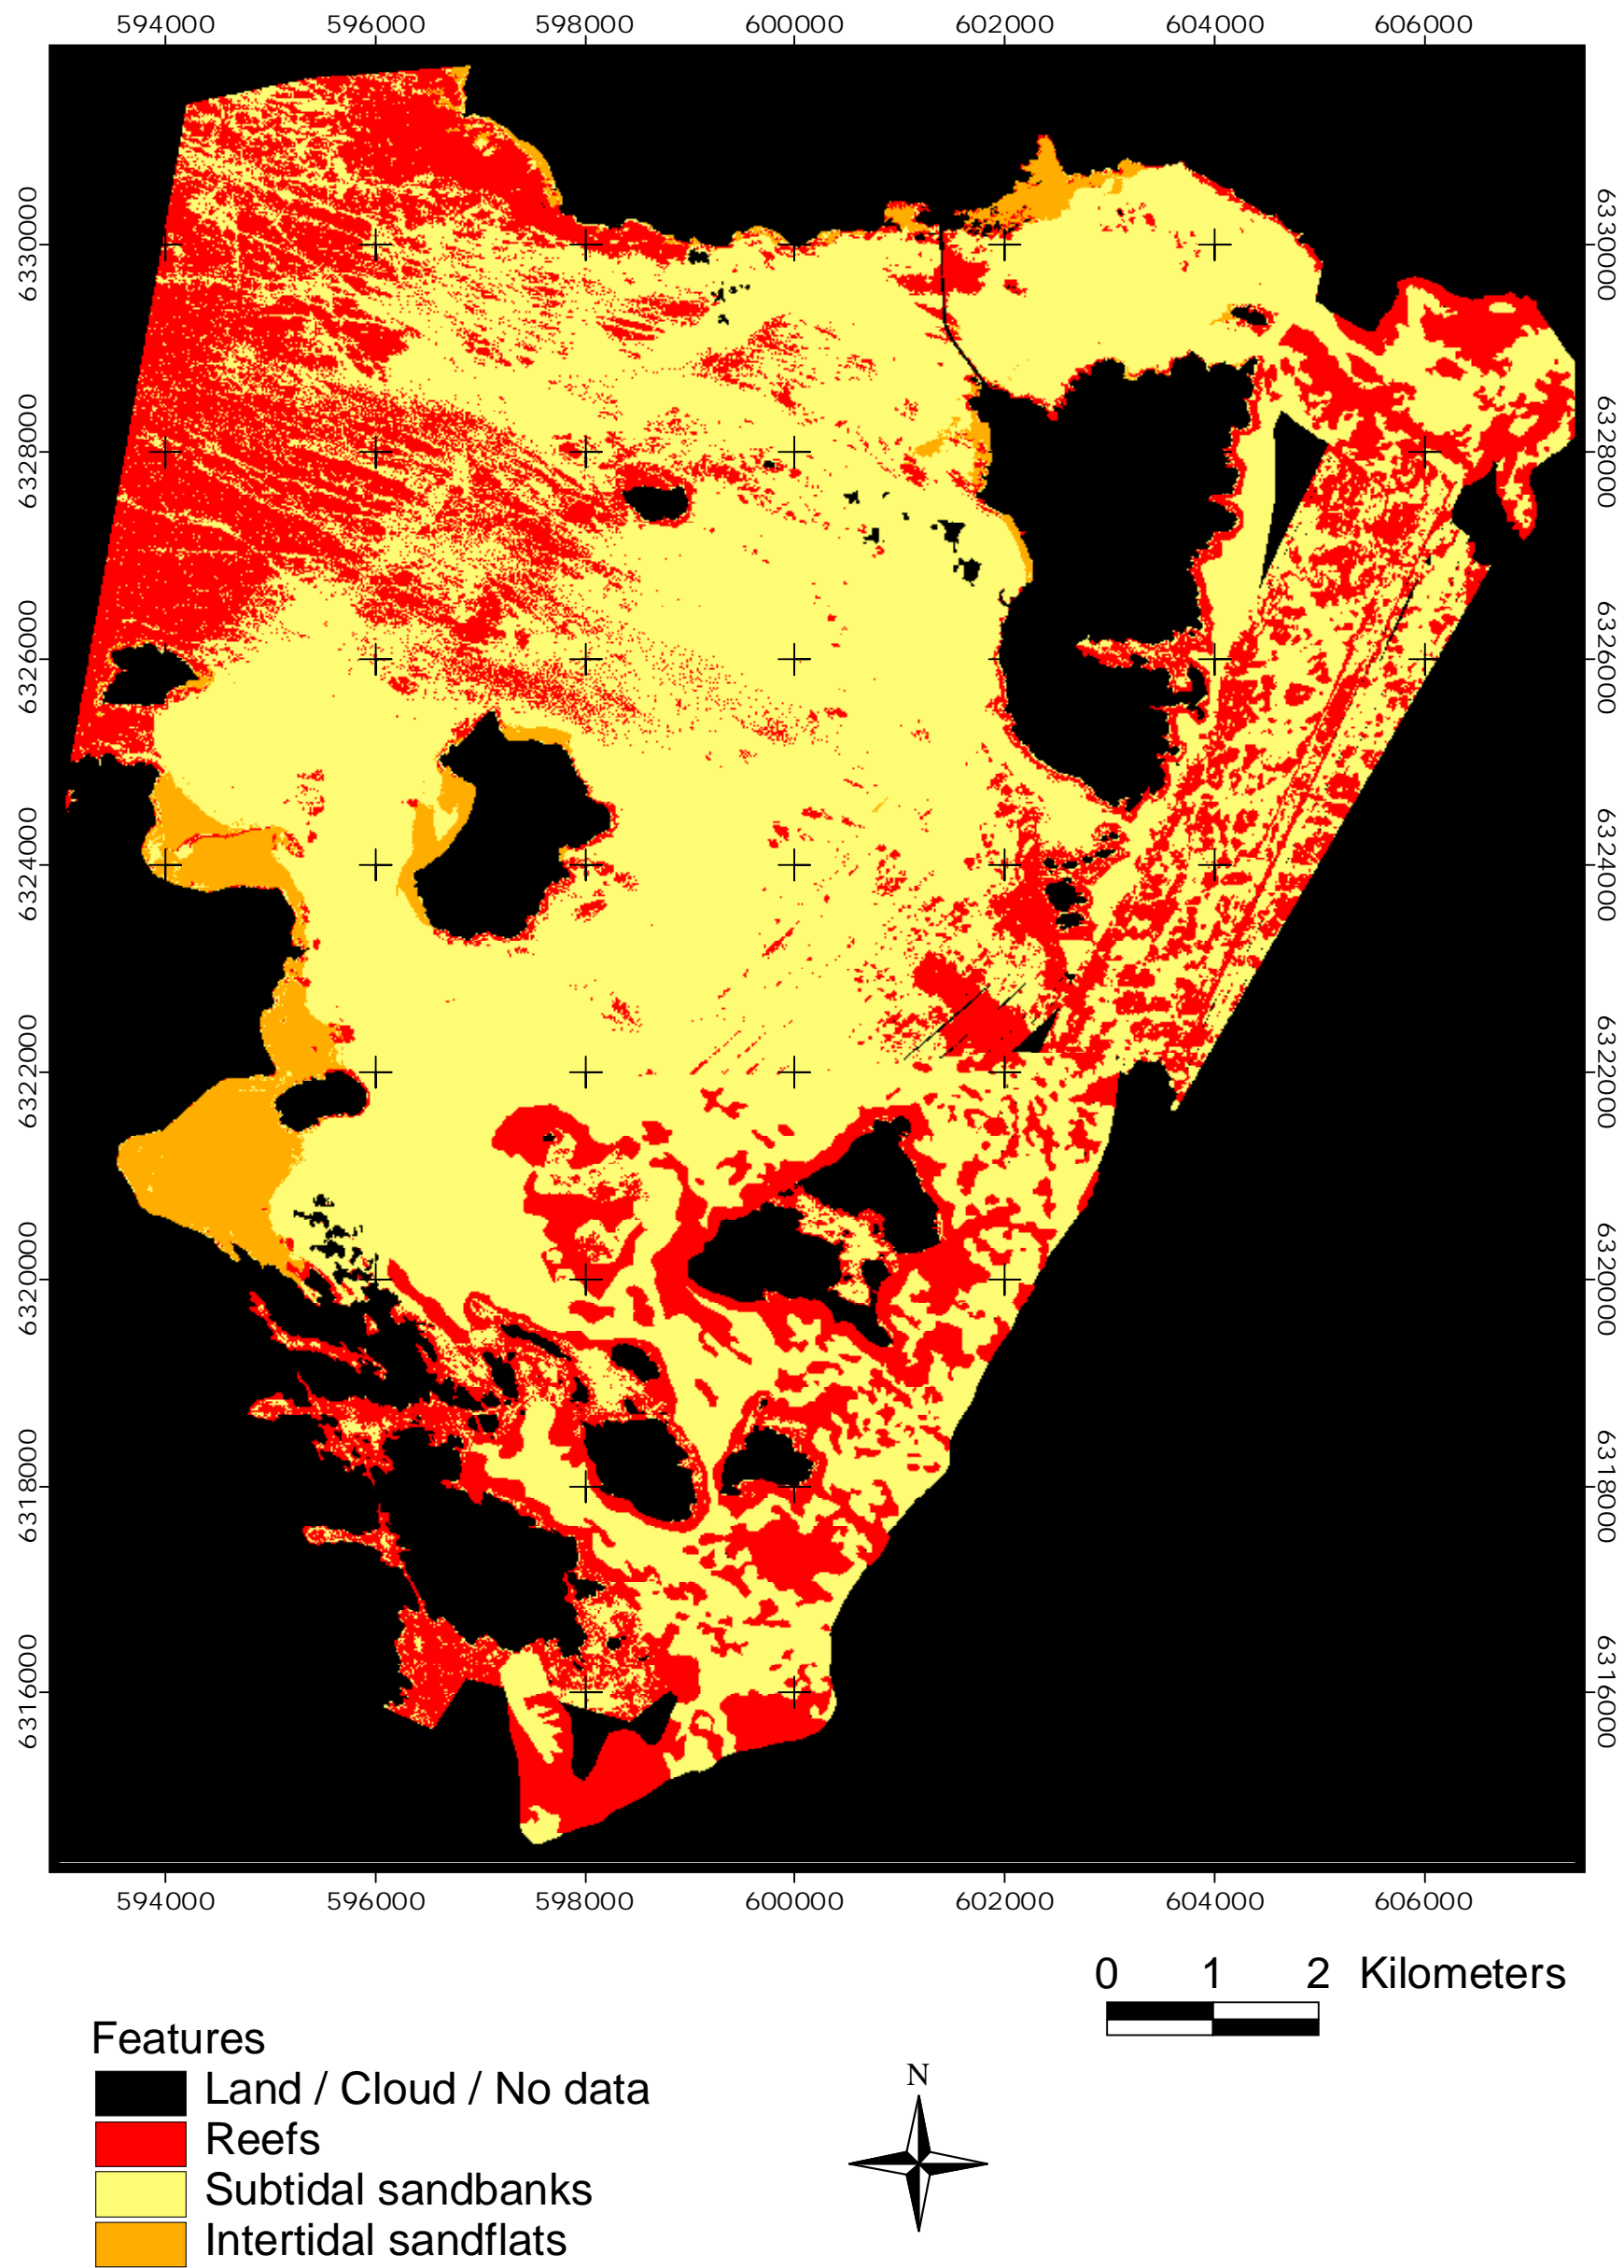 594000 596000 598000 600000 602000 604000 606000
6330000 6330000
6328000 6328000
6326000 6326000
6324000 6324000
6322000 6322000
6320000 6320000
6318000 6318000
6316000 6316000
594000 596000 598000 600000 602000 604000 606000
0 1 2 Kilometers
Features
N
Land / Cloud / No data
Reefs
Subtidal sandbanks
Intertidal sandflats